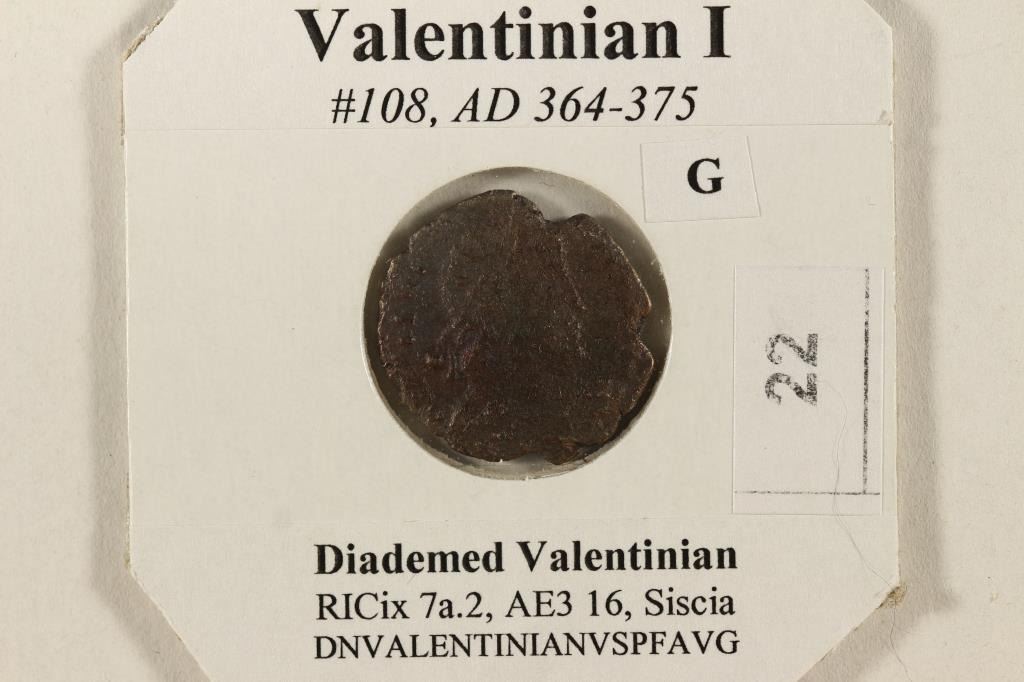 Valentinian I
#108, AD 364-375
G
22
Diademed Valentinian
RICix 7a.2, AE3 16, Siscia
DNVALENTINIANVSPFAVG